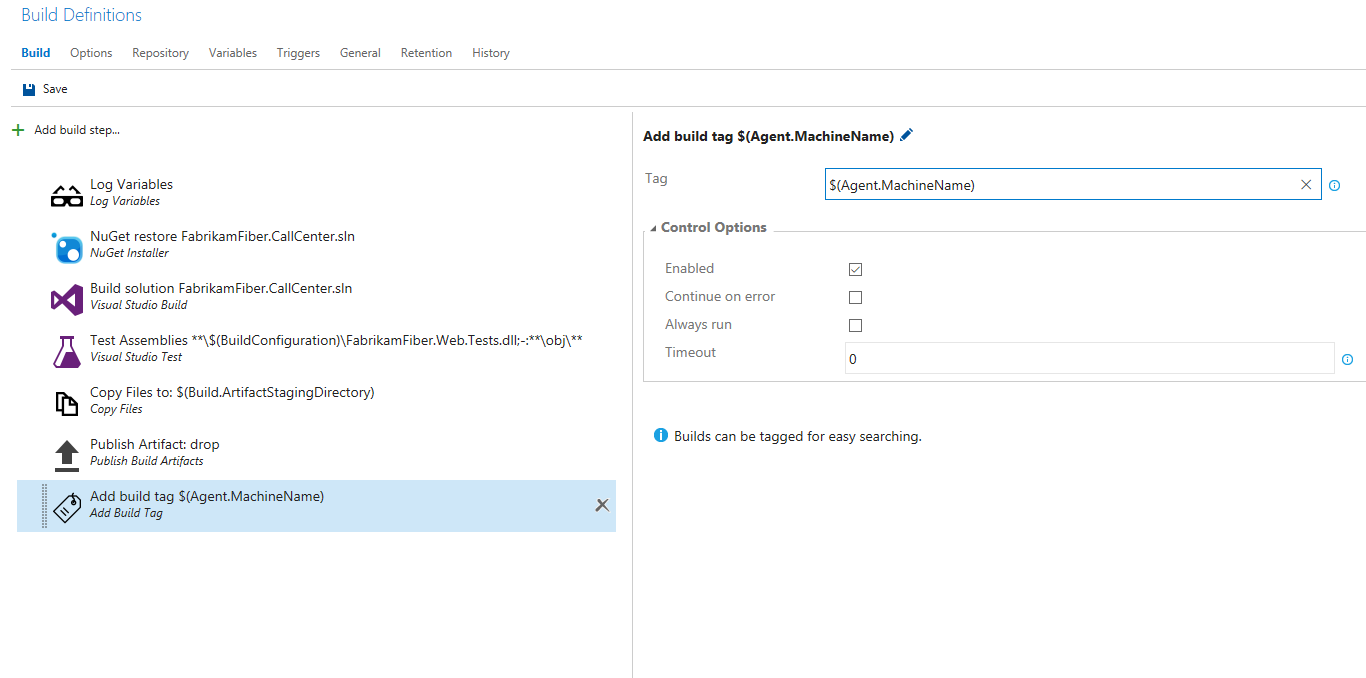 Build Definitions
Build Options Repository Variables Triggers General Retention History
Save
Add build step...
Log Variables
Log Variables
NuGet restore FabrikamFiber.CallCenter.sln
NuGet Installer
Build solution FabrikamFiber.CallCenter.sln
Visual Studio Build
Test Assemblies **\$(BuildConfiguration)\FabrikamFiber.Web.Tests.dll;-:**\obj\**
Visual Studio Test
Copy Files to: $(Build.ArtifactStagingDirectory)
Copy Files
Publish Artifact: drop
Publish Build Artifacts
Add build tag $(Agent.MachineName)
Add Build Tag
Add build tag $(Agent.MachineName)
Tag $(Agent.MachineName)
Control Options
Enabled
Continue on error
Always run
Timeout 0
Builds can be tagged for easy searching.